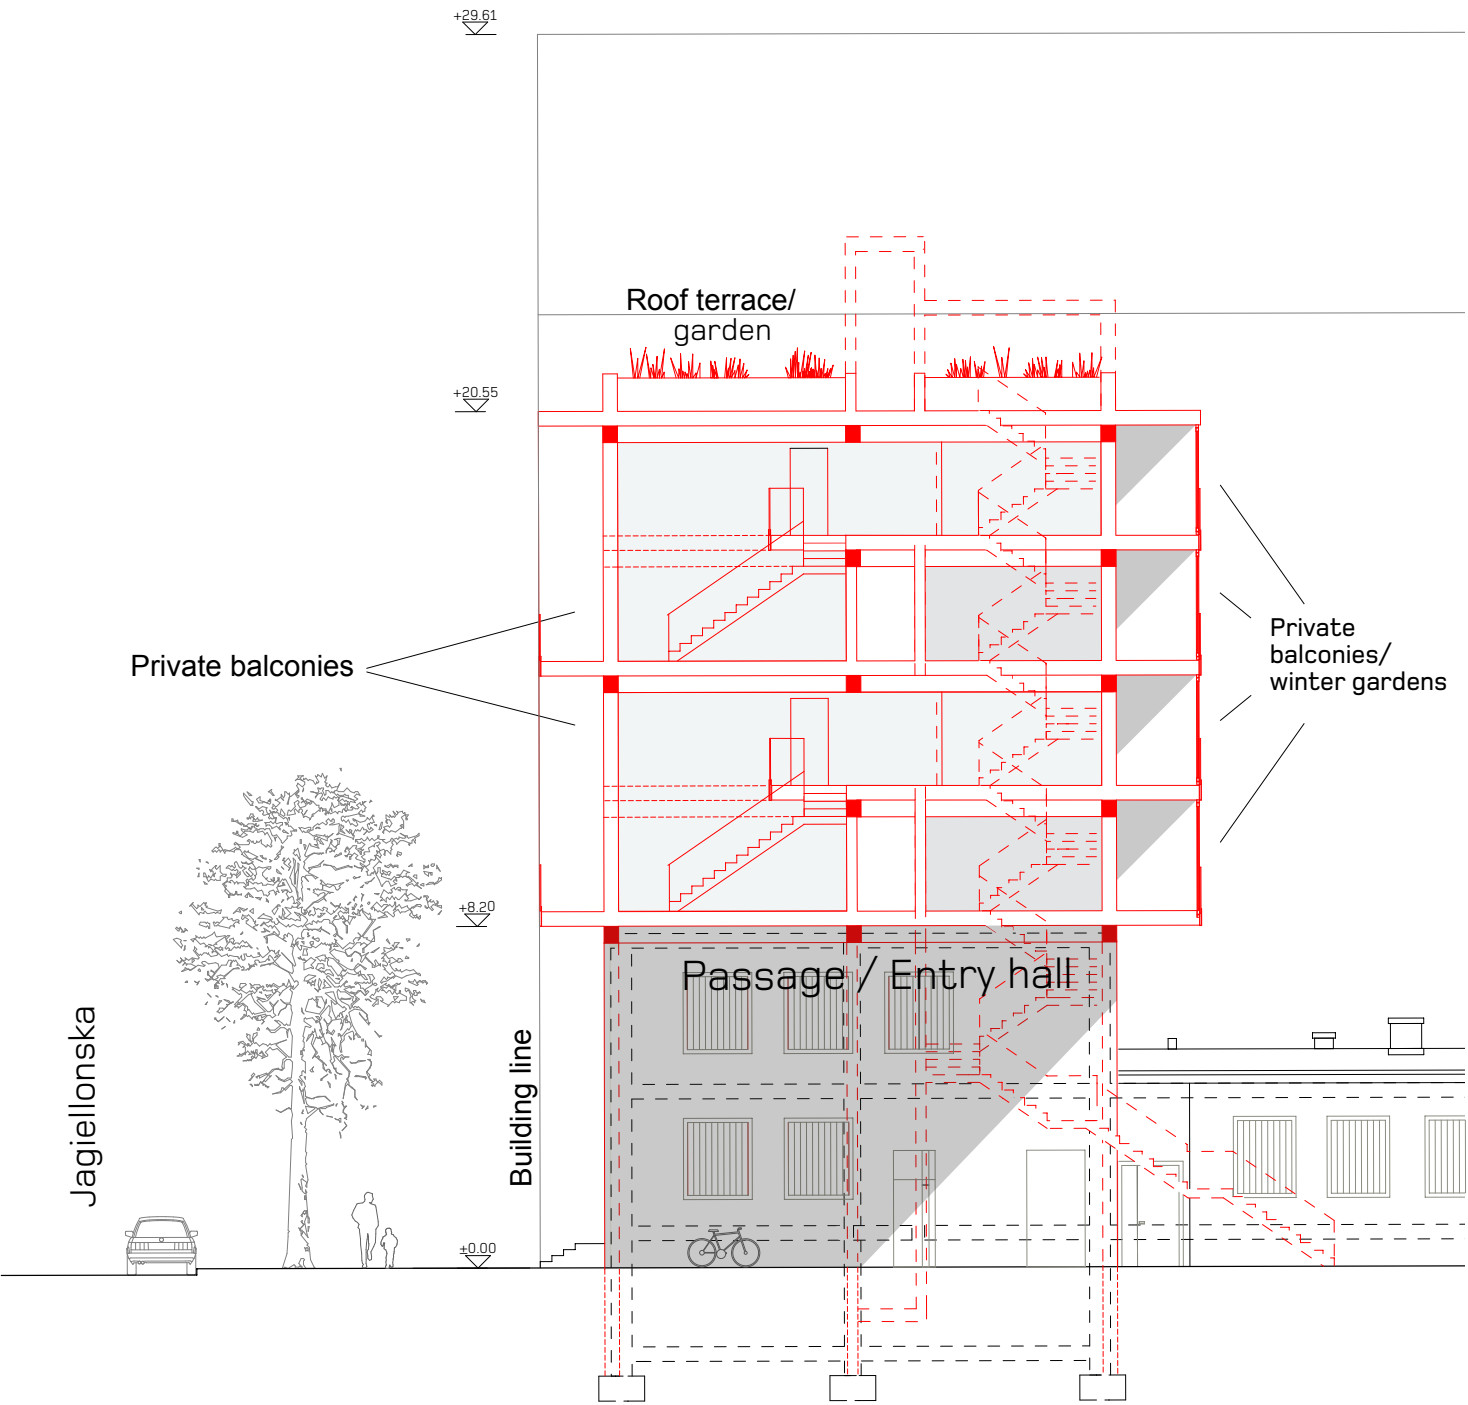 +29.61
Roof terrace/
garden
+20.55
Private balconies
Private
balconies/
winter gardens
+8.20
Passage / Entry hall
Jagiellonska
Building line
±0.00